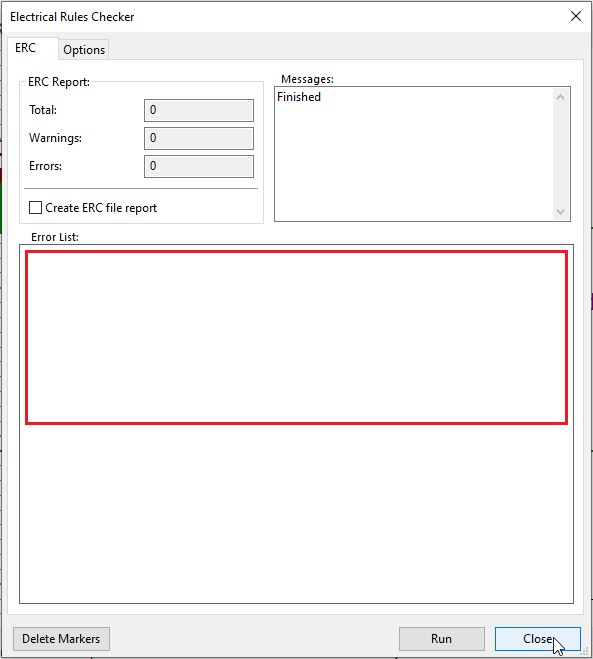 Electrical Rules Checker
ERC
Options
ERC Report:
Total:
0
Warnings:
0
Errors:
0
Create ERC file report
Messages:
Finished
Error List:
Delete Markers
Run
Close